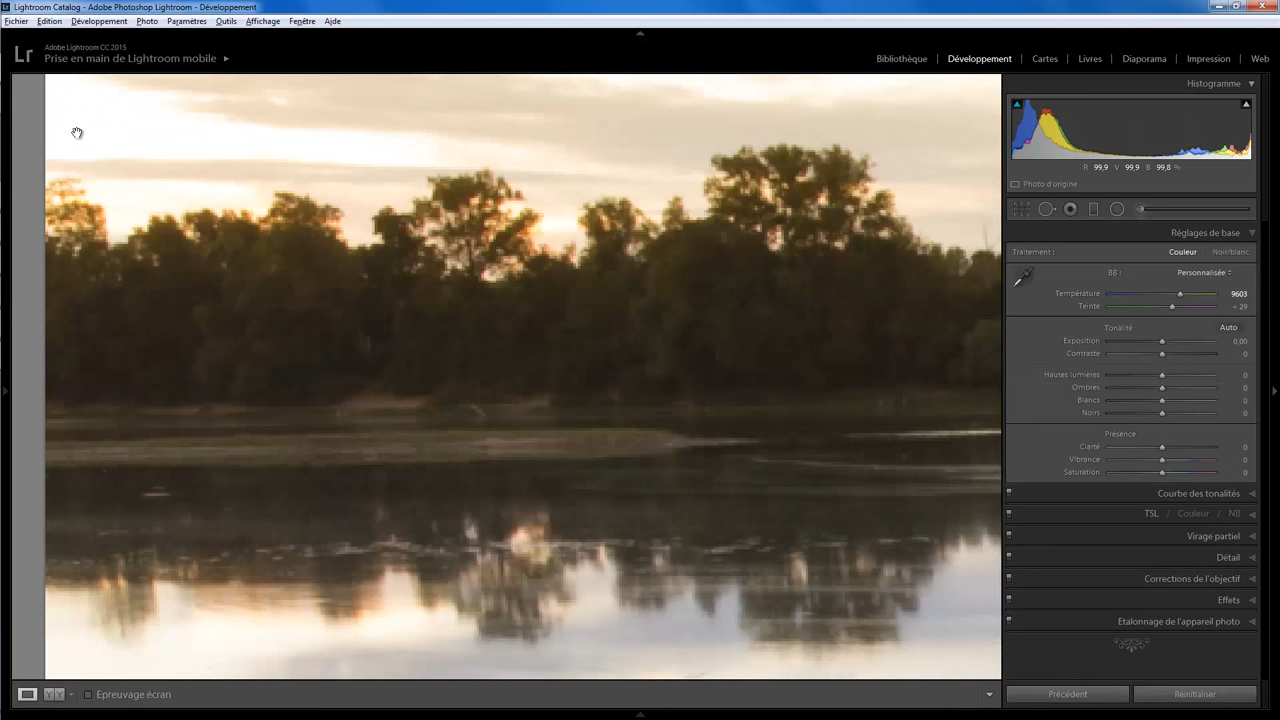 Lightroom Catalog - Adobe Photoshop Lightroom - Développement
Fichier Edition Développement Photo Paramètres Outils Affichage Fenêtre Aide
Lr
Adobe Lightroom CC 2015
Prise en main de Lightroom mobile
Bibliothèque | Développement | Cartes | Livres | Diaporama | Impression | Web
Histogramme
R 99,9 V 99,9 B 99,8 %
Photo d'origine
Réglages de base
Traitement : Couleur Noir/blanc
BB : Personnalisée
Température 9603
Teinte + 29
Tonalité Auto
Exposition 0,00
Contraste 0
Hautes lumières 0
Ombres 0
Blancs 0
Noirs 0
Présence
Clarté 0
Vibrance 0
Saturation 0
Courbe des tonalités
TSL / Couleur / NB
Virage partiel
Détail
Corrections de l'objectif
Effets
Etalonnage de l'appareil photo
Y Y Epreuvage écran
Précédent Réinitialiser